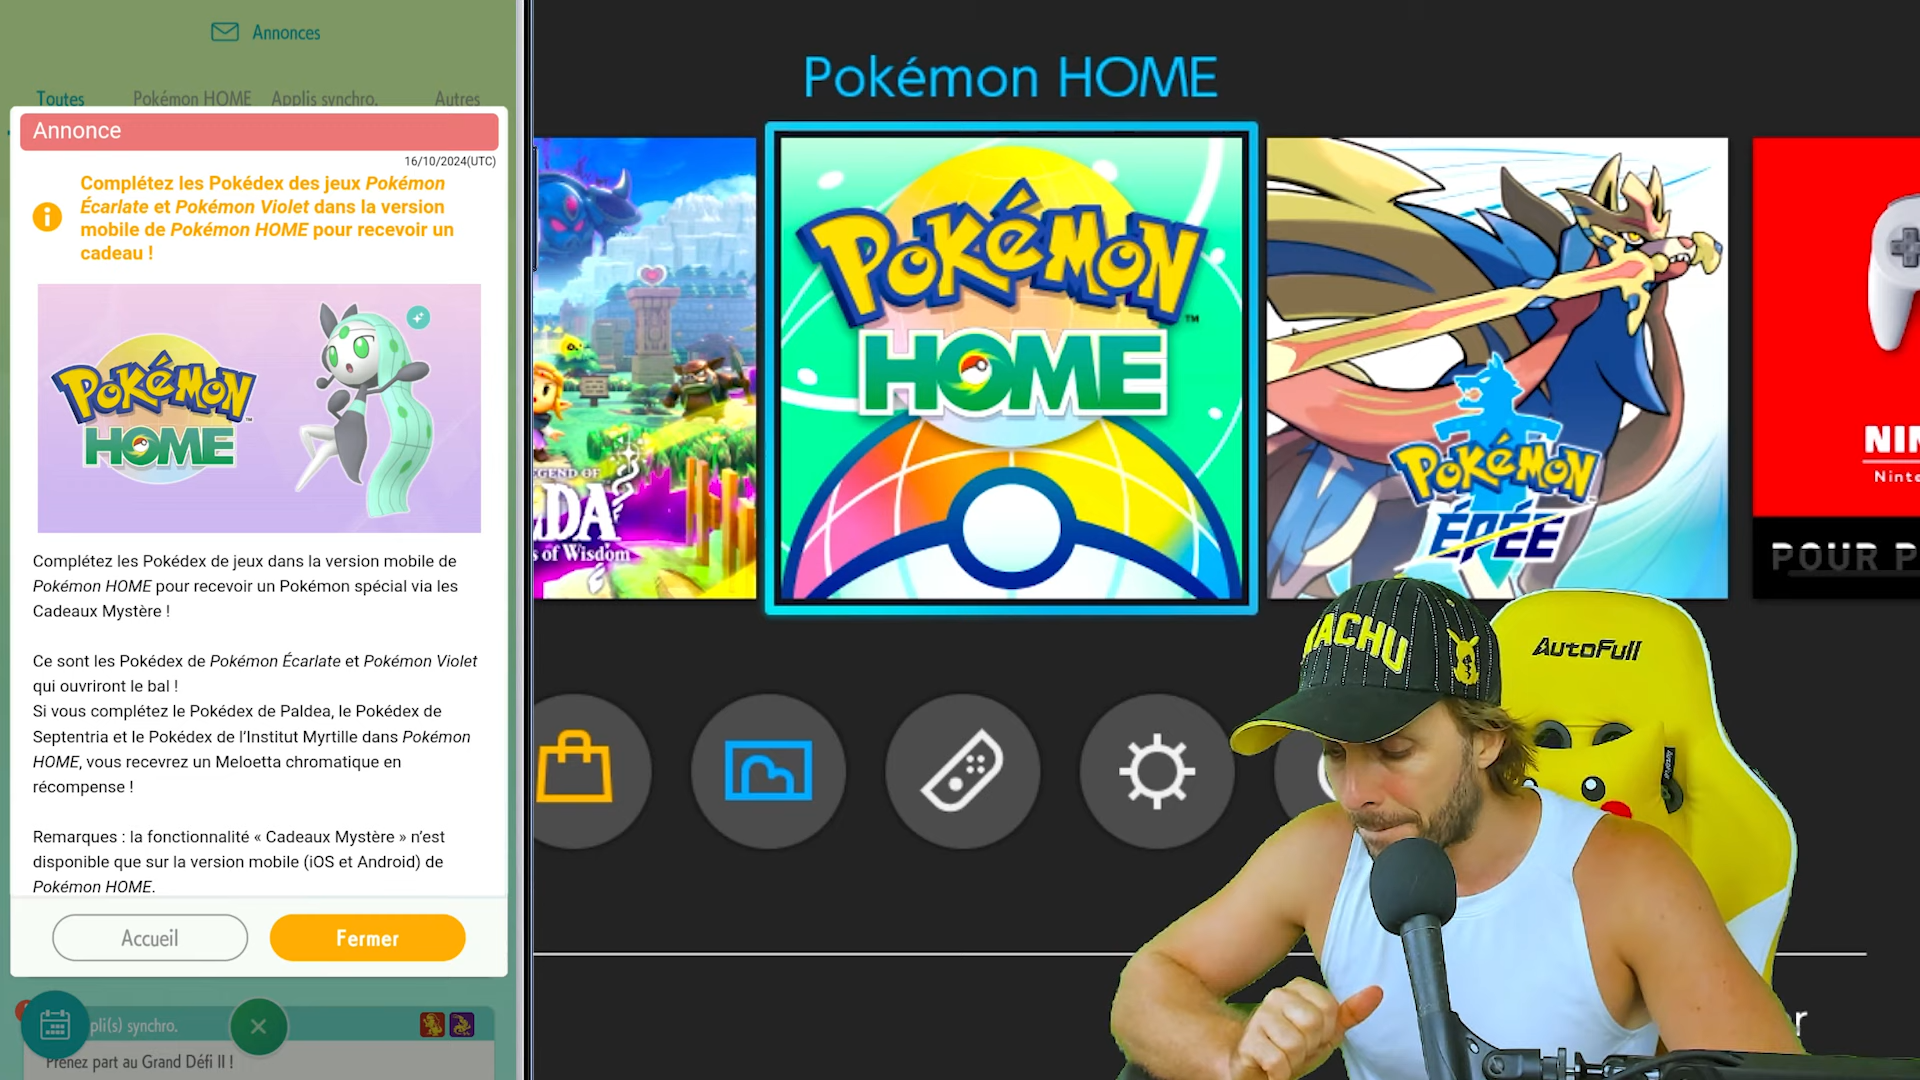 Annonces
Toutes Pokémon HOME Applis synchro. Autres
Annonce
16/10/2024(UTC)
Complétez les Pokédex des jeux Pokémon
Écarlate et Pokémon Violet dans la version
mobile de Pokémon HOME pour recevoir un
cadeau !
POKéMON
HOME
Complétez les Pokédex de jeux dans la version mobile de
Pokémon HOME pour recevoir un Pokémon spécial via les
Cadeaux Mystère !
Ce sont les Pokédex de Pokémon Écarlate et Pokémon Violet
qui ouvriront le bal !
Si vous complétez le Pokédex de Paldea, le Pokédex de
Septentria et le Pokédex de l’Institut Myrtille dans Pokémon
HOME, vous recevrez un Meloetta chromatique en
récompense !
Remarques : la fonctionnalité « Cadeaux Mystère » n’est
disponible que sur la version mobile (iOS et Android) de
Pokémon HOME.
Accueil
Fermer
pli(s) synchro.
Prenez part au Grand Défi II !
Pokémon HOME
GEND OF
DA
s of Wisdom
POKéMON
™
HOME
POKéMON
ÉPÉE
NIN
Ninte
POUR P
ACHU
AutoFull
r